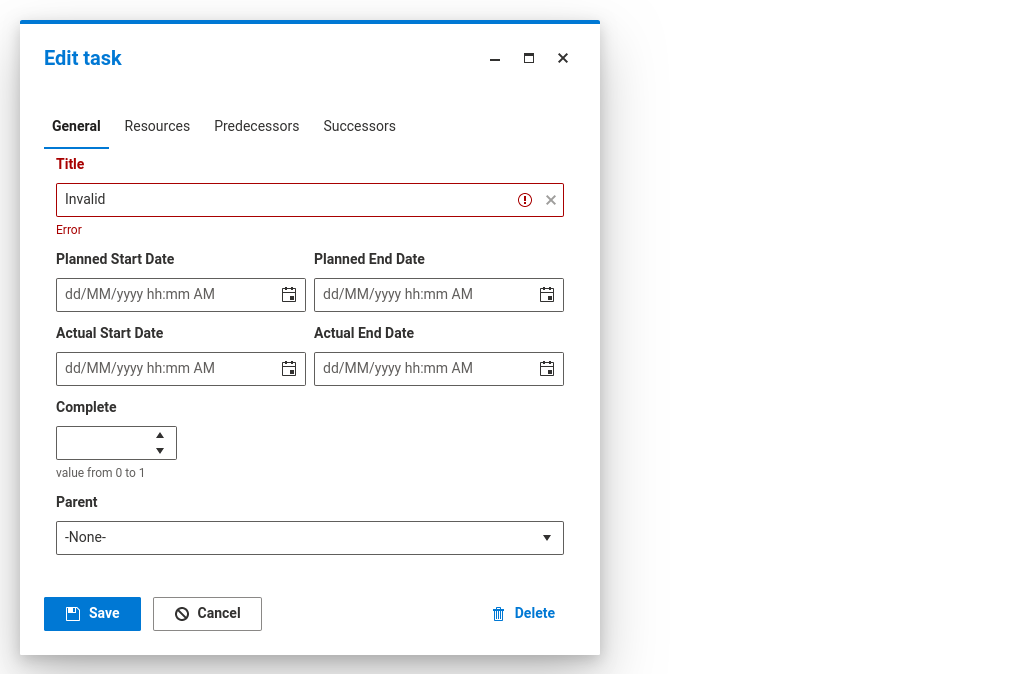 Edit task
General Resources Predecessors Successors
Title
Invalid
Error
Planned Start Date Planned End Date
dd/MM/yyyy hh:mm AM dd/MM/yyyy hh:mm AM
Actual Start Date Actual End Date
dd/MM/yyyy hh:mm AM dd/MM/yyyy hh:mm AM
Complete
value from 0 to 1
Parent
-None-
Save Cancel Delete